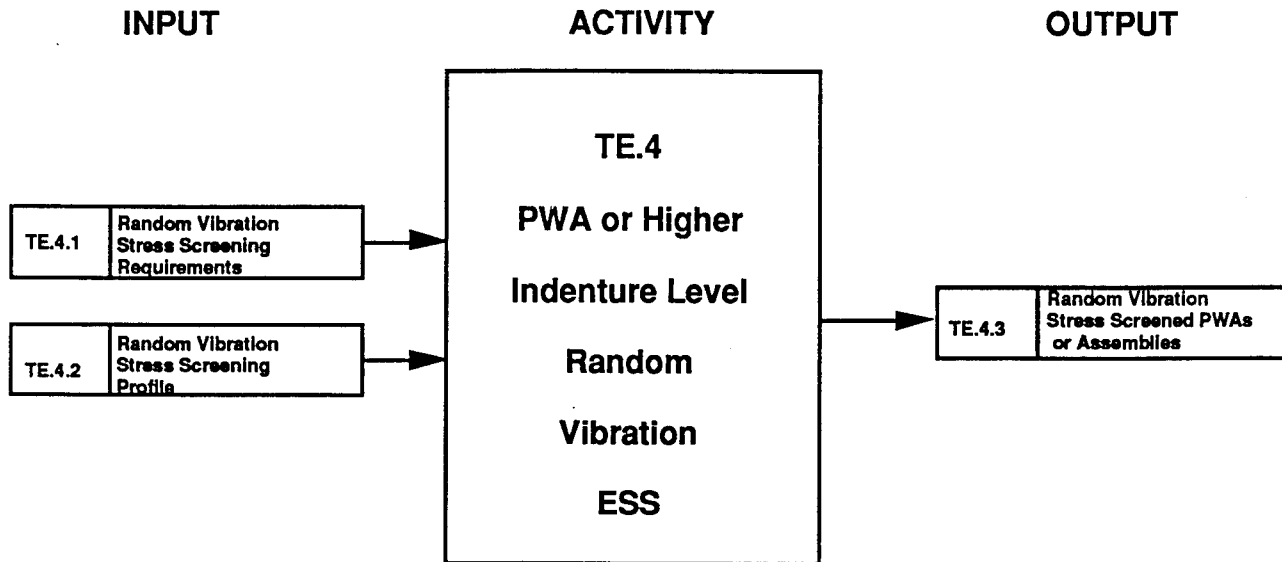 INPUT
ACTIVITY
OUTPUT
TE.4.1
Random Vibration
Stress Screening
Requirements
TE.4.2
Random Vibration
Stress Screening
Profile
TE.4
PWA or Higher
Indenture Level
Random
Vibration
ESS
TE.4.3
Random Vibration
Stress Screened PWAs
or Assemblies